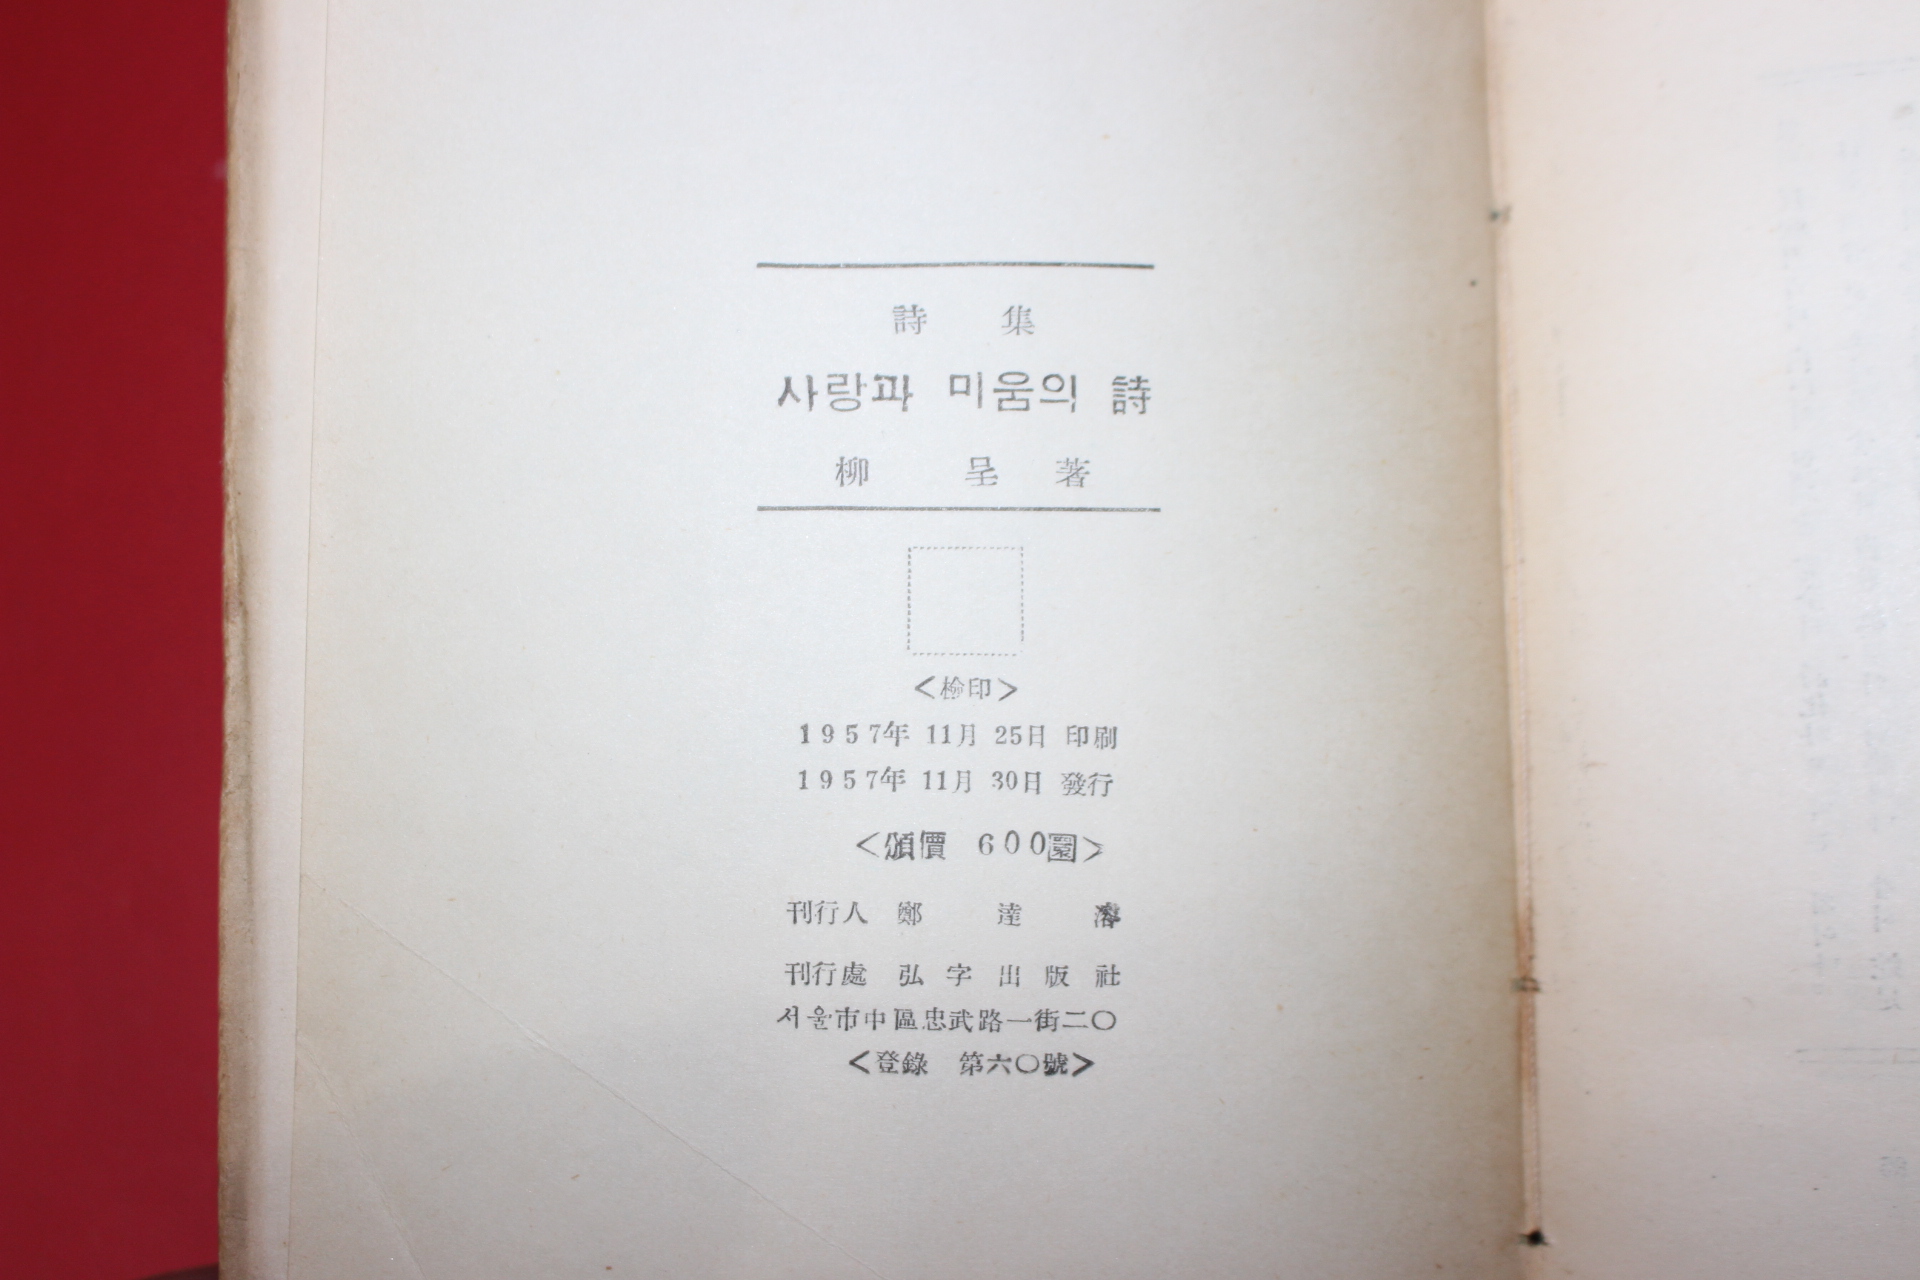 詩 集
사랑과 미움의 詩
柳 呈 著
<檢印>
1957年 11月 25日 印刷
1957年 11月 30日 發行
<頒價 600圜>
刊行人 鄭 達
刊行處 弘字出版社
서울市中區忠武路一街二〇
<登錄 第六〇號>